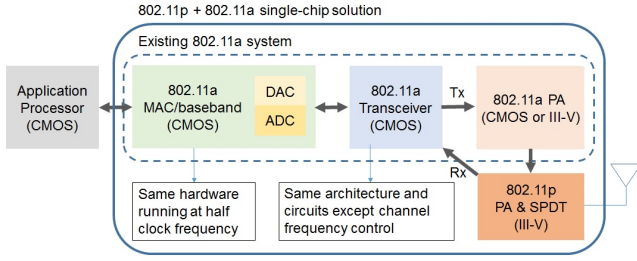 802.11p + 802.11a single-chip solution
Existing 802.11a system
Application
Processor
(CMOS)
802.11a
MAC/baseband
(CMOS)
DAC
ADC
802.11a
Transceiver
(CMOS)
Tx
802.11a PA
(CMOS or III-V)
Rx
802.11p
PA & SPDT
(III-V)
Same hardware
running at half
clock frequency
Same architecture and
circuits except channel
frequency control